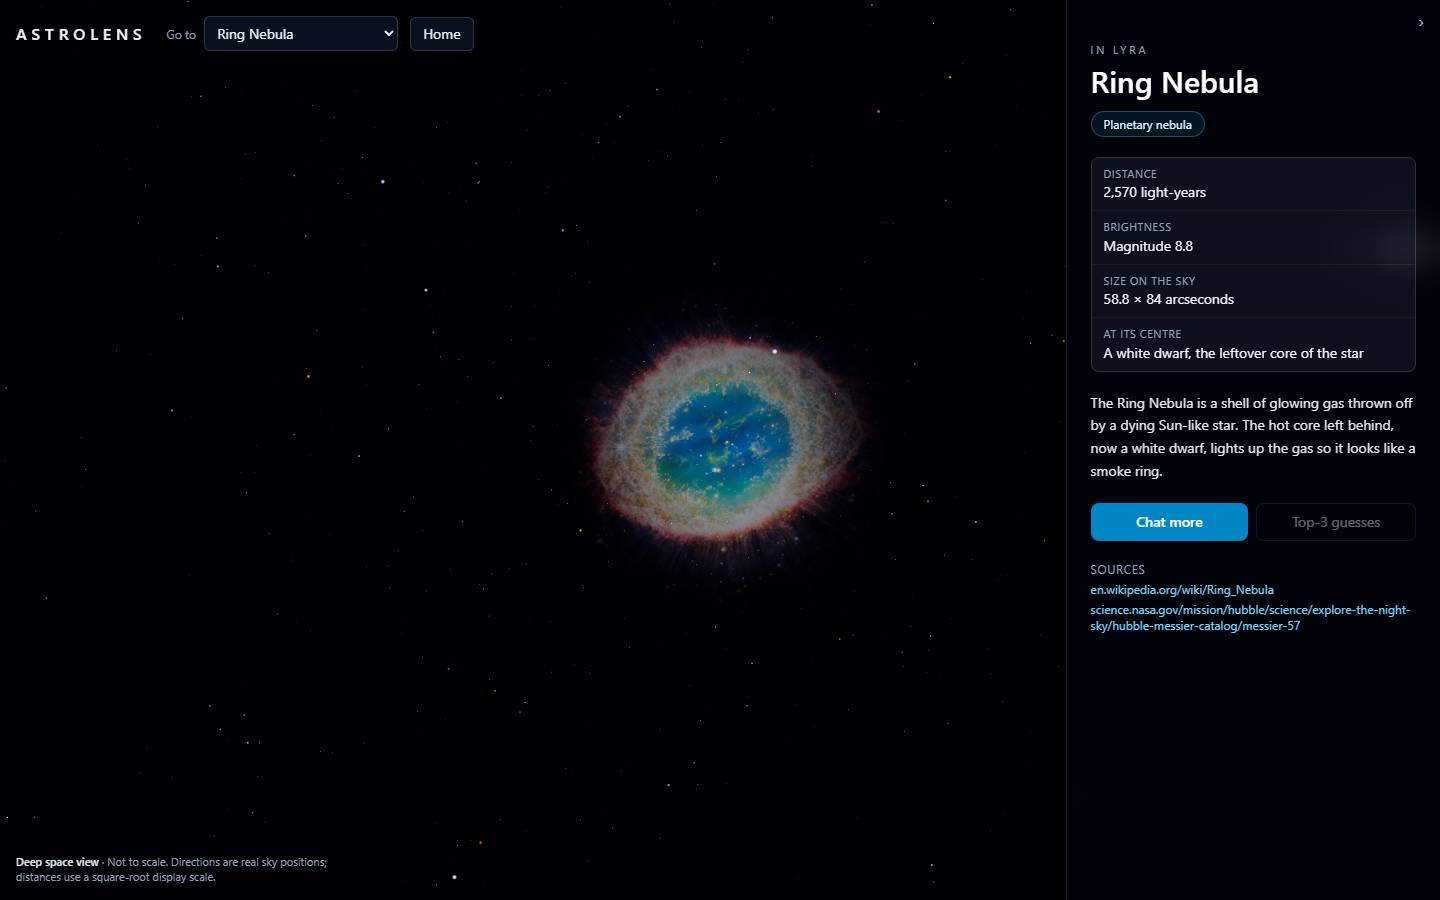 ASTROLENS Go to Ring Nebula Home
›
IN LYRA
Ring Nebula
Planetary nebula
DISTANCE
2,570 light-years
BRIGHTNESS
Magnitude 8.8
SIZE ON THE SKY
58.8 × 84 arcseconds
AT ITS CENTRE
A white dwarf, the leftover core of the star
The Ring Nebula is a shell of glowing gas thrown off
by a dying Sun-like star. The hot core left behind,
now a white dwarf, lights up the gas so it looks like a
smoke ring.
Chat more Top-3 guesses
SOURCES
en.wikipedia.org/wiki/Ring_Nebula
science.nasa.gov/mission/hubble/science/explore-the-night-
sky/hubble-messier-catalog/messier-57
Deep space view · Not to scale. Directions are real sky positions;
distances use a square-root display scale.